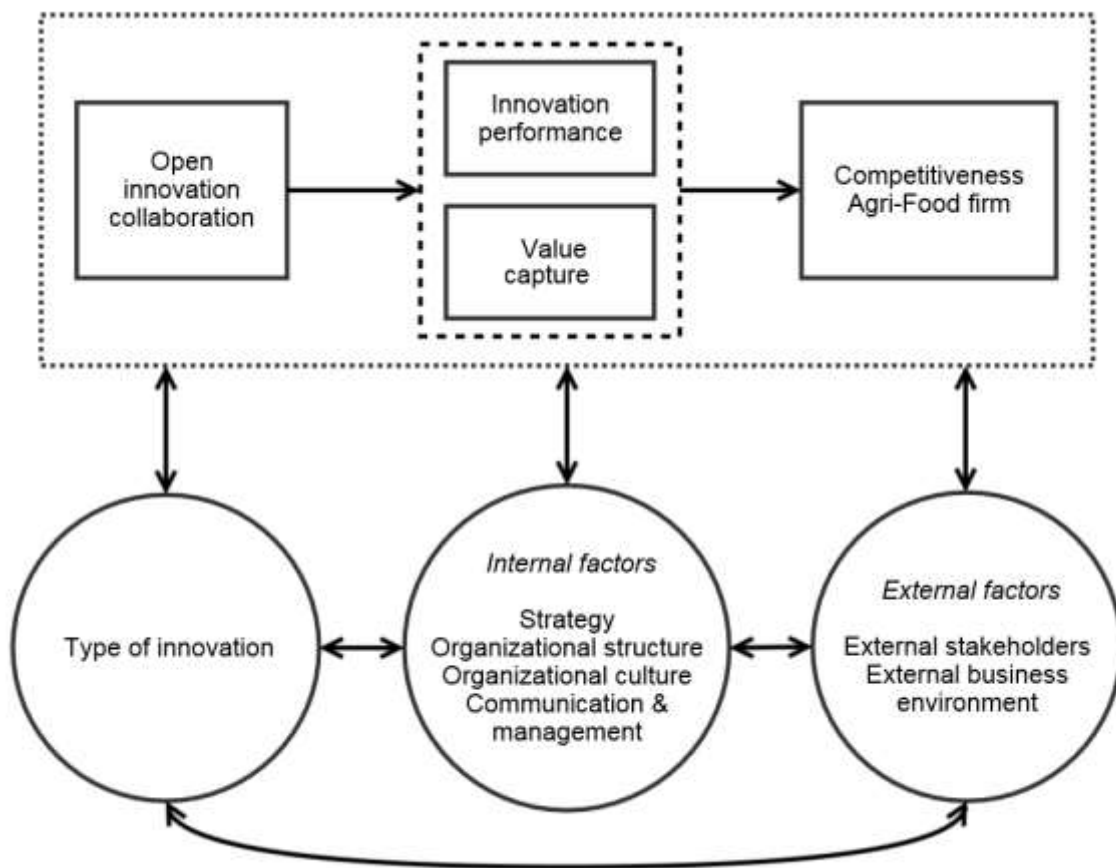 Open
innovation
collaboration
Innovation
performance
Value
capture
Competitiveness
Agri-Food firm
Type of innovation
Internal factors
Strategy
Organizational structure
Organizational culture
Communication &
management
External factors
External stakeholders
External business
environment